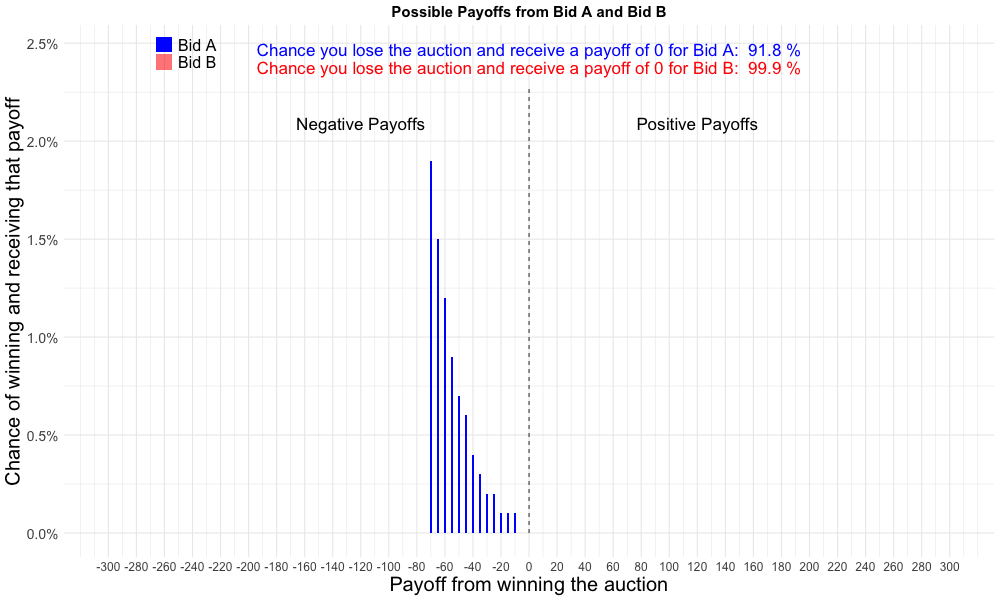 Possible Payoffs from Bid A and Bid B
Bid A
Bid B
Chance you lose the auction and receive a payoff of 0 for Bid A:  91.8 %
Chance you lose the auction and receive a payoff of 0 for Bid B:  99.9 %
Negative Payoffs
Positive Payoffs
Chance of winning and receiving that payoff
2.5%
2.0%
1.5%
1.0%
0.5%
0.0%
-300 -280 -260 -240 -220 -200 -180 -160 -140 -120 -100 -80 -60 -40 -20 0 20 40 60 80 100 120 140 160 180 200 220 240 260 280 300
Payoff from winning the auction